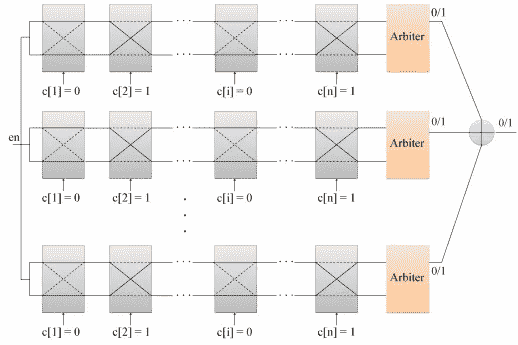 0/1
Arbiter
c[1] = 0 c[2] = 1 c[i] = 0 c[n] = 1
en
0/1 0/1
Arbiter
c[1] = 0 c[2] = 1 c[i] = 0 c[n] = 1
Arbiter
0/1
c[1] = 0 c[2] = 1 c[i] = 0 c[n] = 1